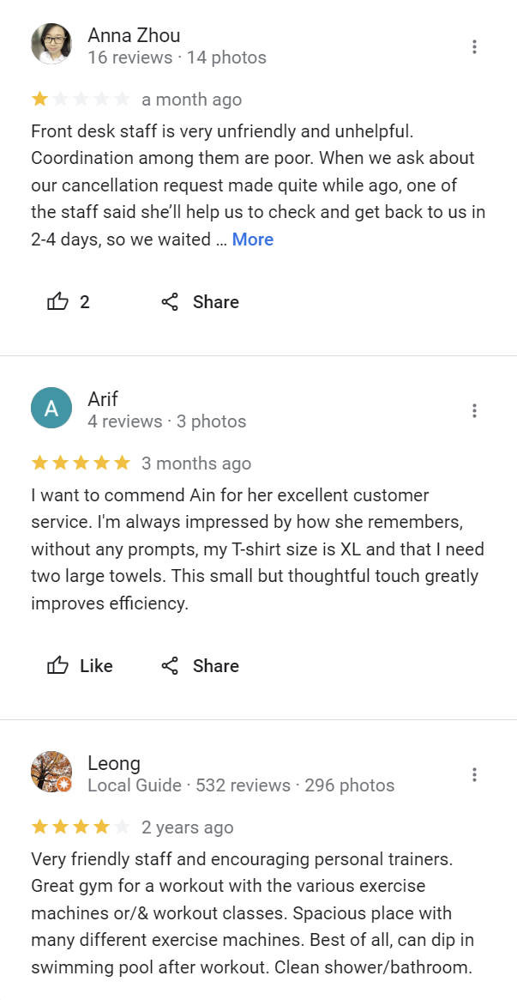 Anna Zhou
16 reviews · 14 photos
a month ago
Front desk staff is very unfriendly and unhelpful.
Coordination among them are poor. When we ask about
our cancellation request made quite while ago, one of
the staff said she’ll help us to check and get back to us in
2-4 days, so we waited … More
2 Share
A
Arif
4 reviews · 3 photos
3 months ago
I want to commend Ain for her excellent customer
service. I'm always impressed by how she remembers,
without any prompts, my T-shirt size is XL and that I need
two large towels. This small but thoughtful touch greatly
improves efficiency.
Like Share
Leong
Local Guide · 532 reviews · 296 photos
2 years ago
Very friendly staff and encouraging personal trainers.
Great gym for a workout with the various exercise
machines or/& workout classes. Spacious place with
many different exercise machines. Best of all, can dip in
swimming pool after workout. Clean shower/bathroom.